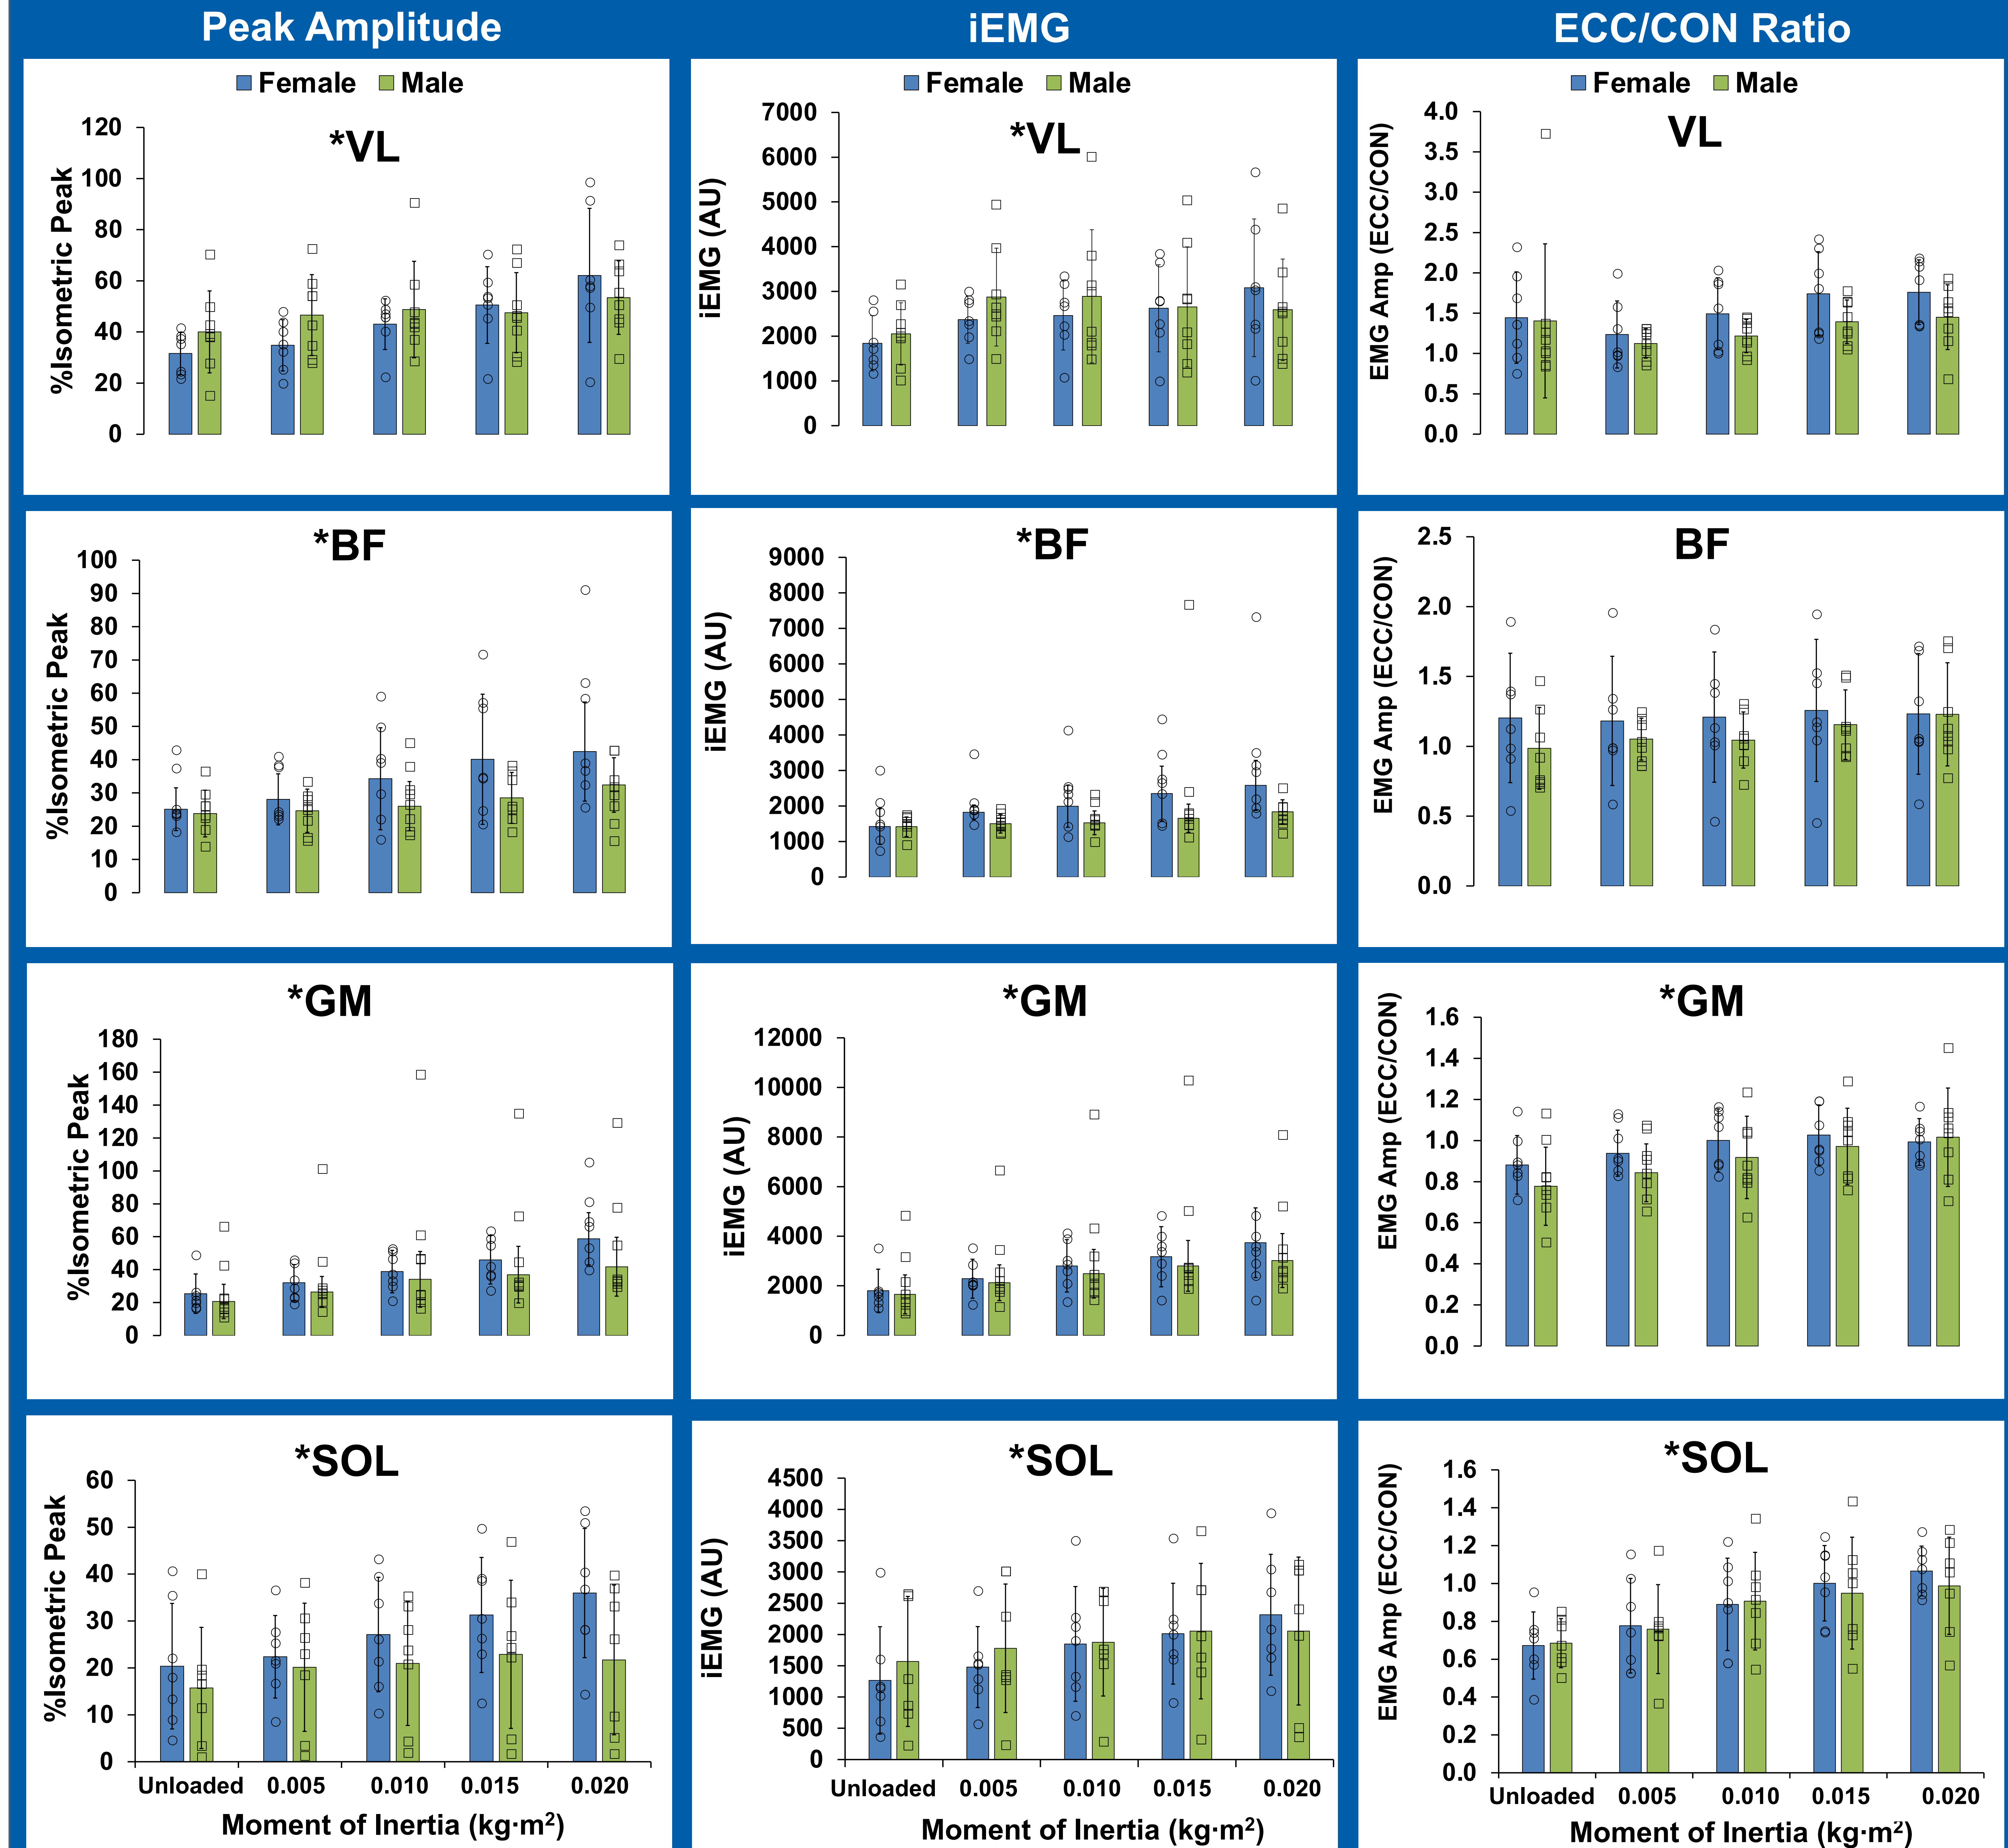 Peak Amplitude
iEMG
ECC/CON Ratio
Female Male
*VL
%Isometric Peak
120
100
80
60
40
20
0
Female Male
*VL
iEMG (AU)
7000
6000
5000
4000
3000
2000
1000
0
Female Male
VL
EMG Amp (ECC/CON)
4.0
3.5
3.0
2.5
2.0
1.5
1.0
0.5
0.0
*BF
%Isometric Peak
100
90
80
70
60
50
40
30
20
10
0
*BF
iEMG (AU)
9000
8000
7000
6000
5000
4000
3000
2000
1000
0
BF
EMG Amp (ECC/CON)
2.5
2.0
1.5
1.0
0.5
0.0
*GM
%Isometric Peak
180
160
140
120
100
80
60
40
20
0
*GM
iEMG (AU)
12000
10000
8000
6000
4000
2000
0
*GM
EMG Amp (ECC/CON)
1.6
1.4
1.2
1.0
0.8
0.6
0.4
0.2
0.0
*SOL
%Isometric Peak
60
50
40
30
20
10
0
Unloaded 0.005 0.010 0.015 0.020
Moment of Inertia (kg·m²)
*SOL
iEMG (AU)
4500
4000
3500
3000
2500
2000
1500
1000
500
0
Unloaded 0.005 0.010 0.015 0.020
Moment of Inertia (kg·m²)
*SOL
EMG Amp (ECC/CON)
1.6
1.4
1.2
1.0
0.8
0.6
0.4
0.2
0.0
Unloaded 0.005 0.010 0.015 0.020
Moment of Inertia (kg·m²)